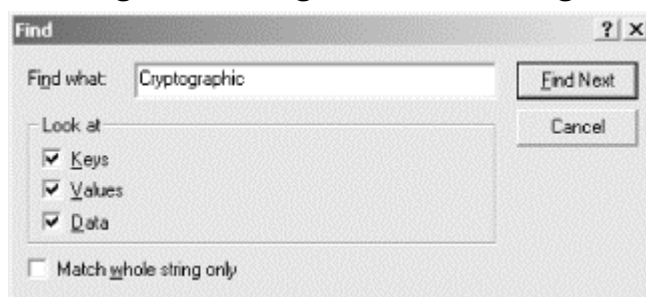 Find
Find what: Cryptographic
Find Next
Look at
Cancel
Keys
Values
Data
Match whole string only